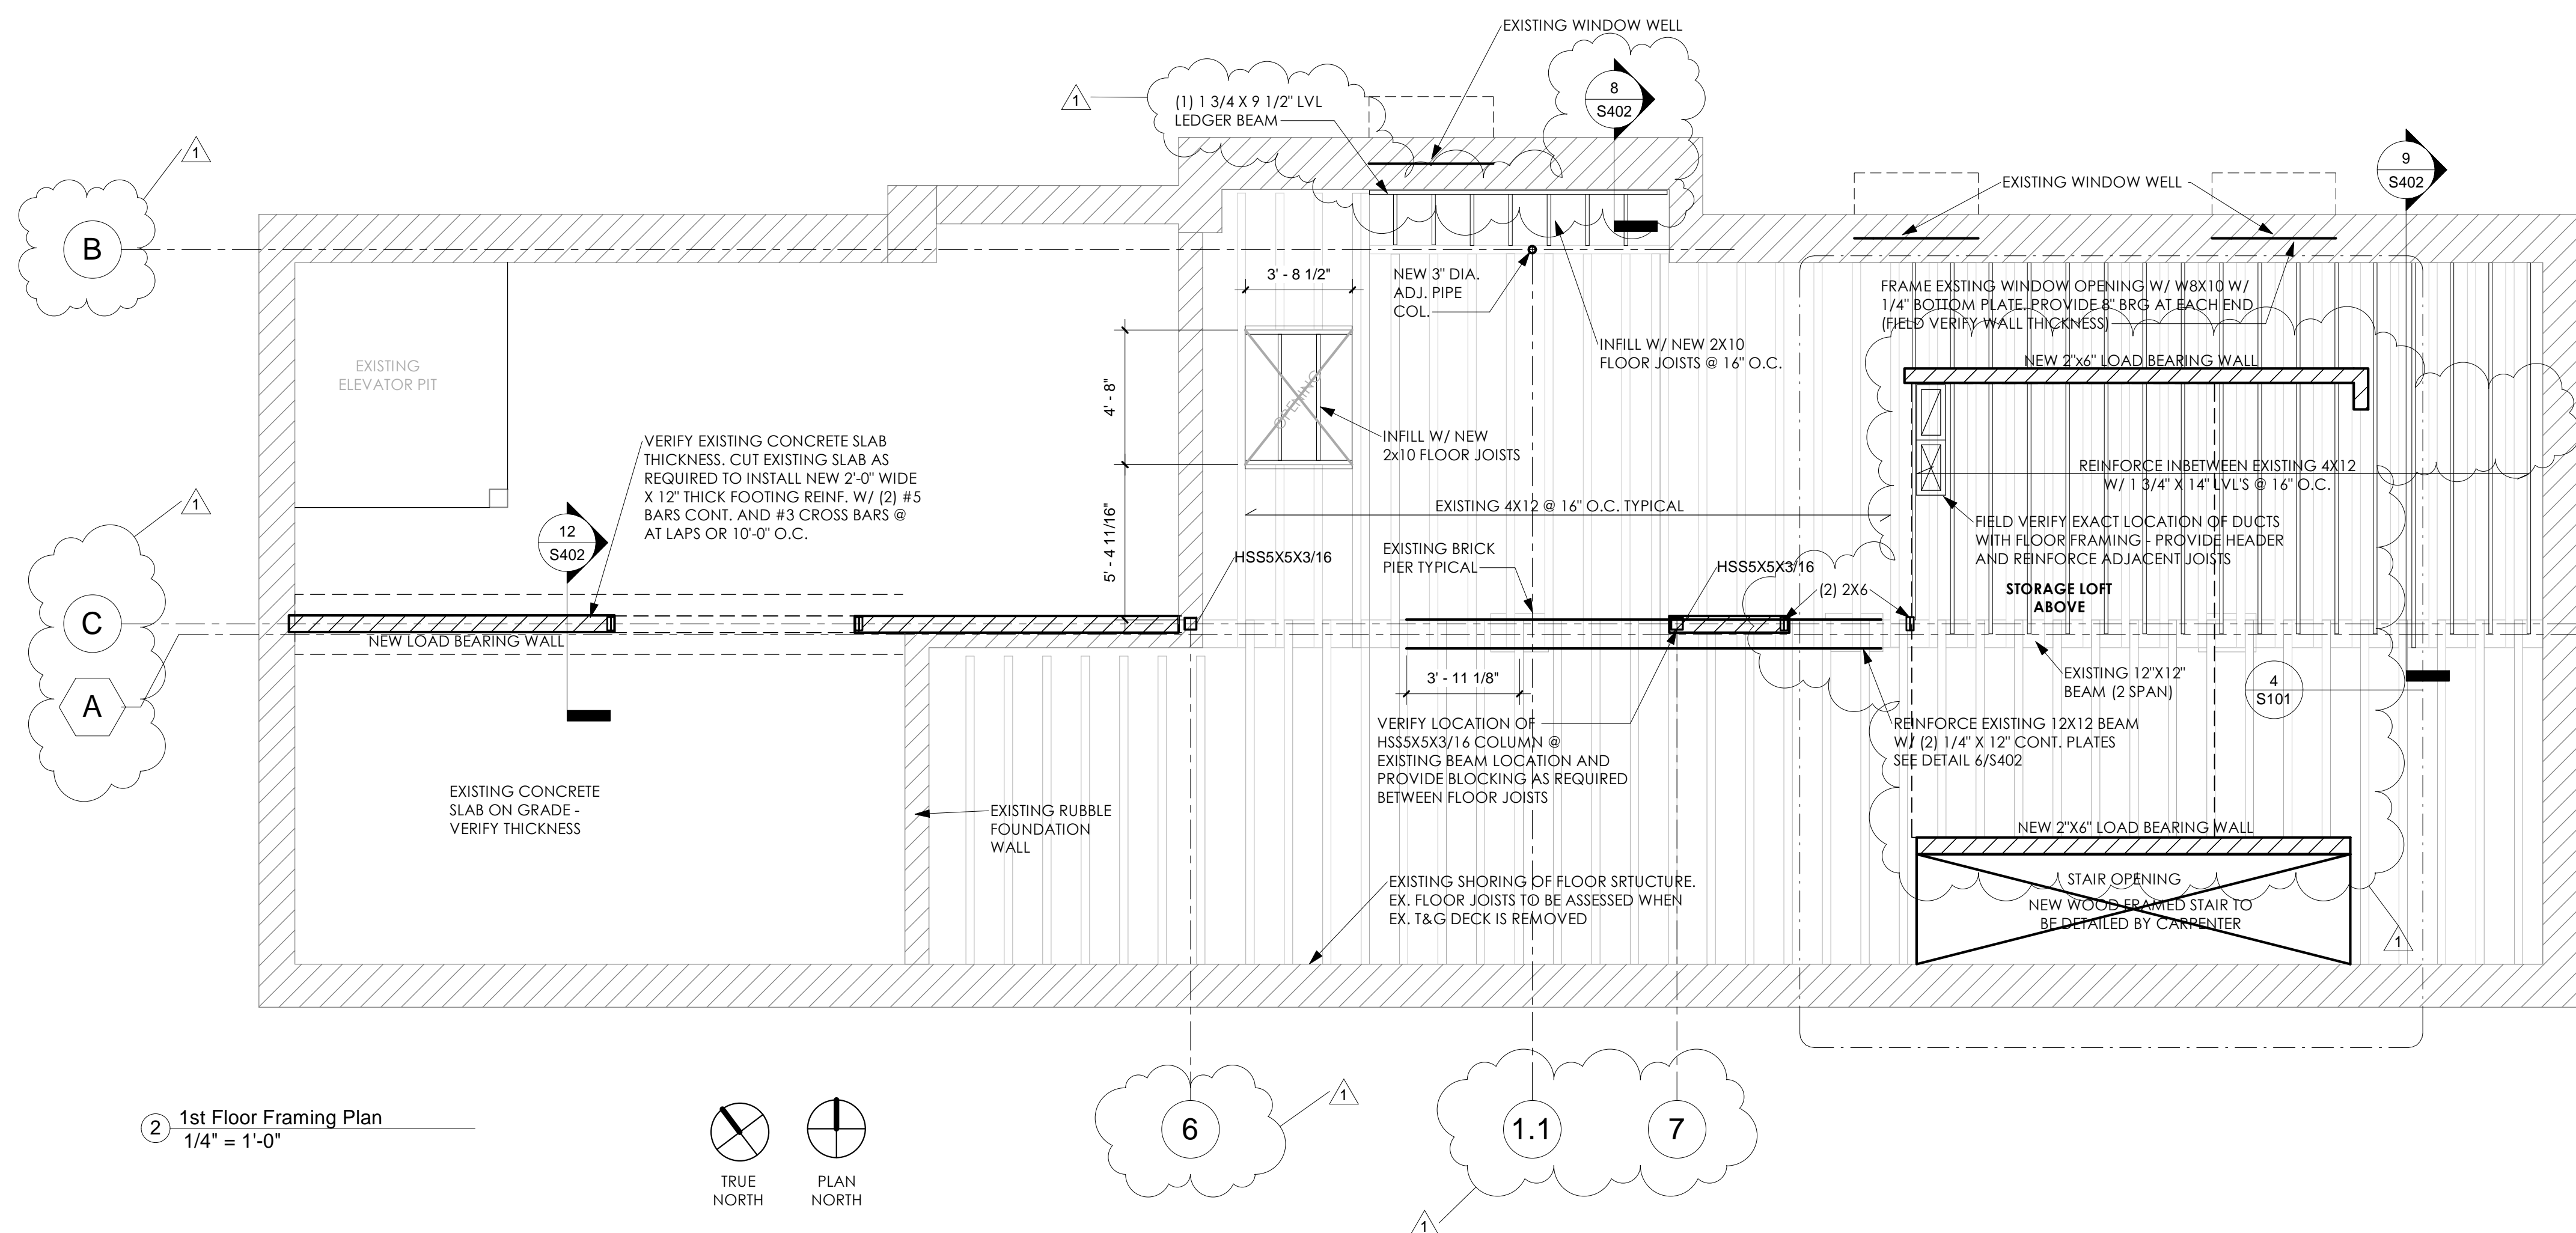 EXISTING WINDOW WELL
1
(1) 1 3/4 X 9 1/2" LVL
LEDGER BEAM
8
S402
1
B
9
S402
EXISTING WINDOW WELL
3' - 8 1/2"
NEW 3" DIA.
ADJ. PIPE
COL.
FRAME EXSTING WINDOW OPENING W/ W8X10 W/
1/4" BOTTOM PLATE. PROVIDE 8" BRG AT EACH END
(FIELD VERIFY WALL THICKNESS)
INFILL W/ NEW 2X10
FLOOR JOISTS @ 16" O.C.
NEW 2"x6" LOAD BEARING WALL
EXISTING
ELEVATOR PIT
4' - 8"
OPENING
INFILL W/ NEW
2x10 FLOOR JOISTS
VERIFY EXISTING CONCRETE SLAB
THICKNESS. CUT EXISTING SLAB AS
REQUIRED TO INSTALL NEW 2'-0" WIDE
X 12" THICK FOOTING REINF. W/ (2) #5
BARS CONT. AND #3 CROSS BARS @
AT LAPS OR 10'-0" O.C.
REINFORCE INBETWEEN EXISTING 4X12
W/ 1 3/4" X 14" LVL'S @ 16" O.C.
1
EXISTING 4X12 @ 16" O.C. TYPICAL
12
S402
FIELD VERIFY EXACT LOCATION OF DUCTS
WITH FLOOR FRAMING - PROVIDE HEADER
AND REINFORCE ADJACENT JOISTS
5' - 4 11/16"
HSS5X5X3/16
EXISTING BRICK
PIER TYPICAL
HSS5X5X3/16
(2) 2X6
STORAGE LOFT
ABOVE
C
NEW LOAD BEARING WALL
A
3' - 11 1/8"
EXISTING 12"X12"
BEAM (2 SPAN)
4
S101
VERIFY LOCATION OF
HSS5X5X3/16 COLUMN @
EXISTING BEAM LOCATION AND
PROVIDE BLOCKING AS REQUIRED
BETWEEN FLOOR JOISTS
REINFORCE EXISTING 12X12 BEAM
W/ (2) 1/4" X 12" CONT. PLATES
SEE DETAIL 6/S402
EXISTING CONCRETE
SLAB ON GRADE -
VERIFY THICKNESS
EXISTING RUBBLE
FOUNDATION
WALL
NEW 2"X6" LOAD BEARING WALL
EXISTING SHORING OF FLOOR SRTUCTURE.
EX. FLOOR JOISTS TO BE ASSESSED WHEN
EX. T&G DECK IS REMOVED
STAIR OPENING
NEW WOOD FRAMED STAIR TO
BE DETAILED BY CARPENTER
1
1
6
1.1
7
1
2
1st Floor Framing Plan
1/4" = 1'-0"
TRUE
NORTH
PLAN
NORTH